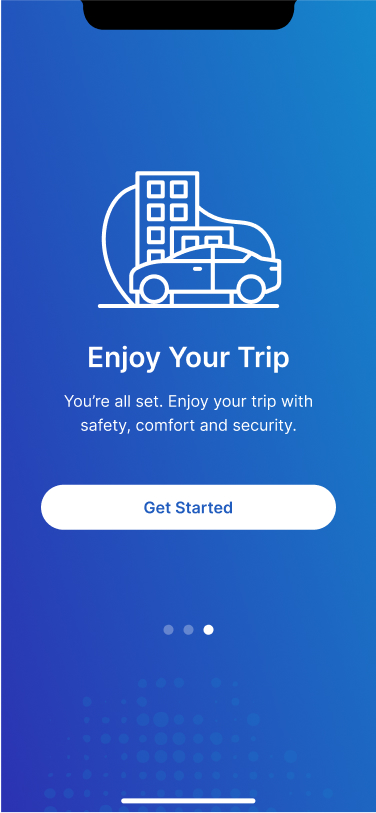 Enjoy Your Trip
You're all set. Enjoy your trip with
safety, comfort and security.
Get Started